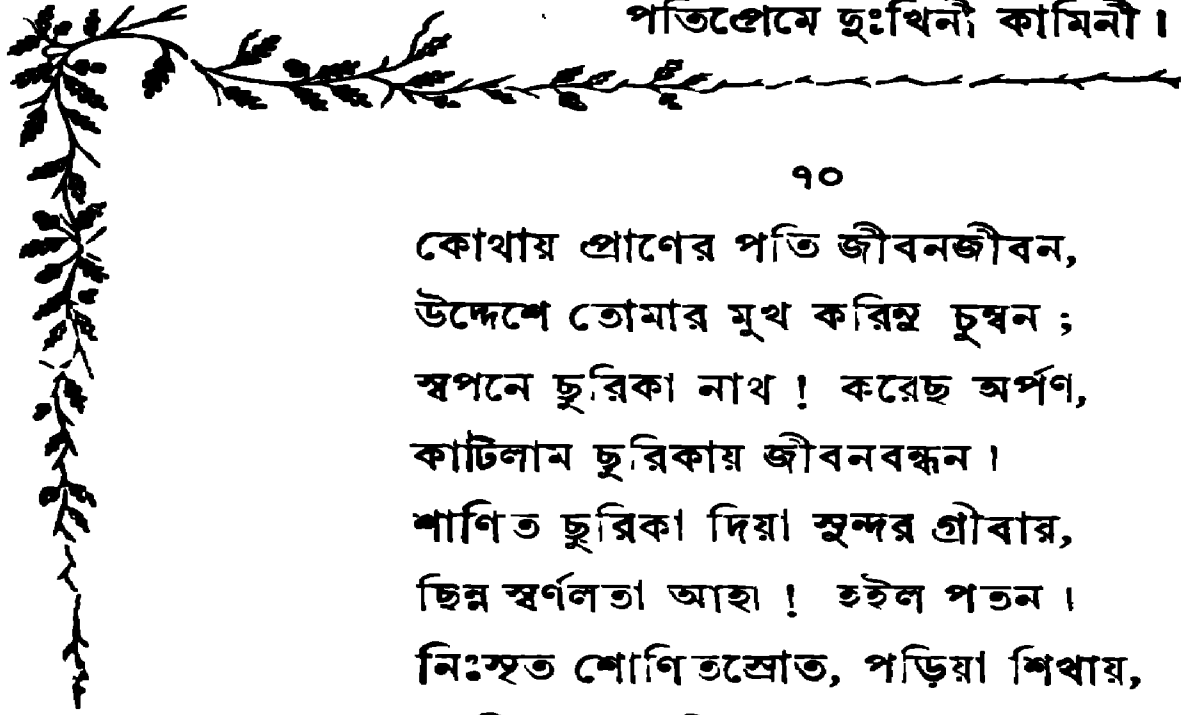 পতিপ্রেমে দুঃখিনী কামিনী।
৭০
কোথায় প্রাণের পতি জীবনজীবন,
উদ্দেশে তোমার মুখ করিনু চুম্বন ;
স্বপনে ছুরিকা নাথ ! করেছ অর্পণ,
কাটিলাম ছুরিকায় জীবনবন্ধন।
শাণিত ছুরিকা দিয়া সুন্দর গ্রীবার,
ছিন্ন স্বর্ণলতা আহা ! হইল পতন।
নিঃসৃত শোণিতস্রোত, পড়িয়া শিখায়,